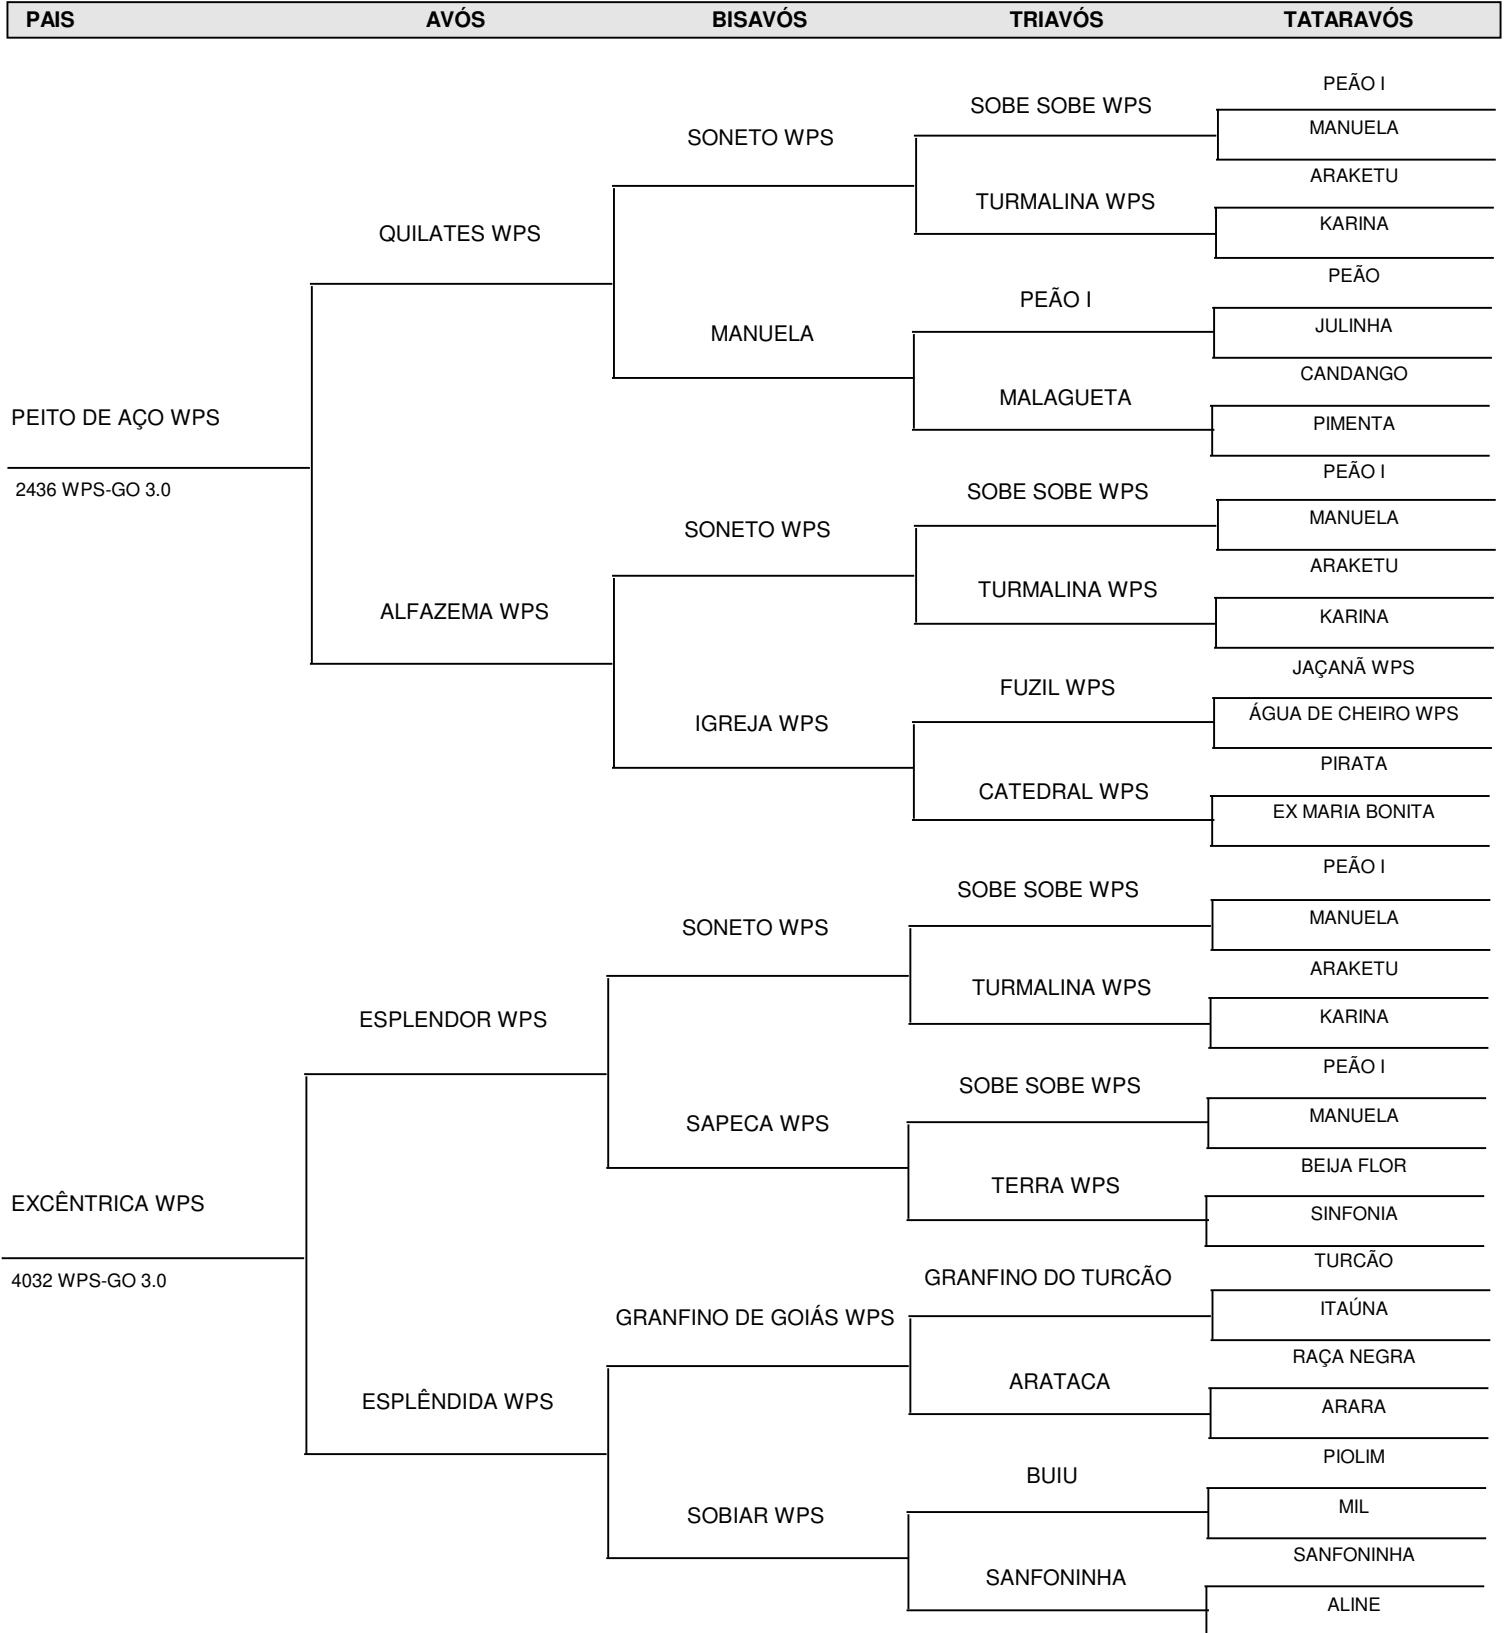 PAIS AVÓS BISAVÓS TRIAVÓS TATARAVÓS
PEÃO I
SOBE SOBE WPS
MANUELA
SONETO WPS
ARAKETU
TURMALINA WPS
KARINA
QUILATES WPS
PEÃO
PEÃO I
JULINHA
MANUELA
CANDANGO
MALAGUETA
PIMENTA
PEITO DE AÇO WPS
2436 WPS-GO 3.0
PEÃO I
SOBE SOBE WPS
MANUELA
SONETO WPS
ARAKETU
TURMALINA WPS
KARINA
ALFAZEMA WPS
JAÇANÃ WPS
FUZIL WPS
ÁGUA DE CHEIRO WPS
IGREJA WPS
PIRATA
CATEDRAL WPS
EX MARIA BONITA
PEÃO I
SOBE SOBE WPS
MANUELA
SONETO WPS
ARAKETU
TURMALINA WPS
KARINA
ESPLENDOR WPS
PEÃO I
SOBE SOBE WPS
MANUELA
SAPECA WPS
BEIJA FLOR
TERRA WPS
SINFONIA
EXCÊNTRICA WPS
4032 WPS-GO 3.0
TURCÃO
GRANFINO DO TURCÃO
ITAÚNA
GRANFINO DE GOIÁS WPS
RAÇA NEGRA
ARATACA
ARARA
ESPLÊNDIDA WPS
PIOLIM
BUIU
MIL
SOBIAR WPS
SANFONINHA
SANFONINHA
ALINE